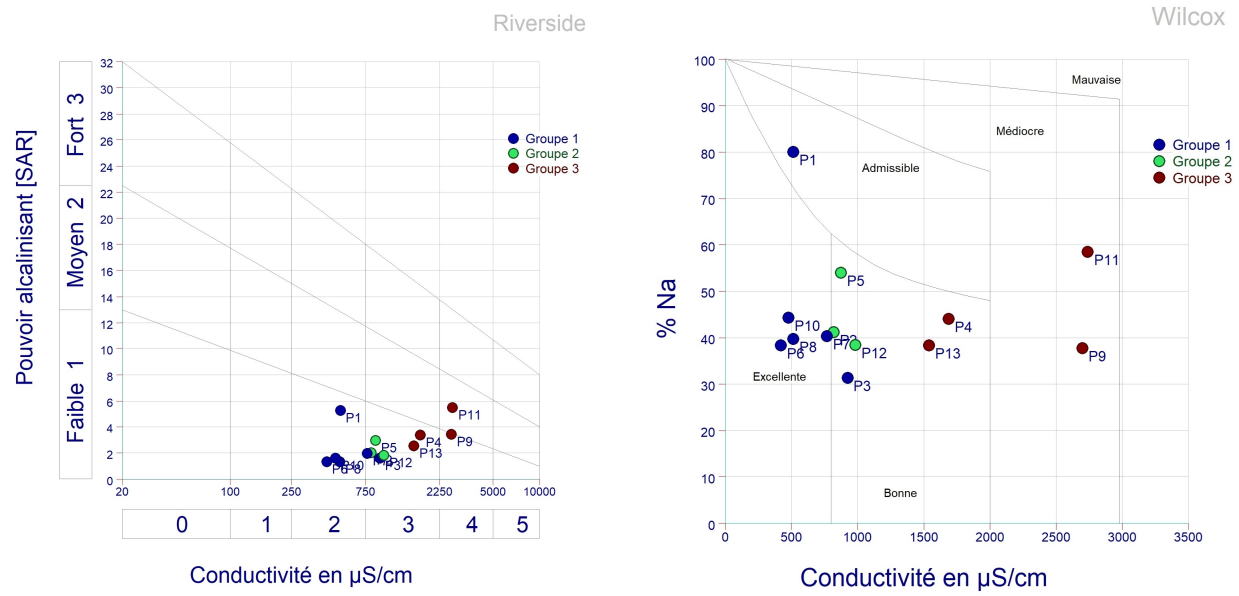 Riverside
Pouvoir alcalinisant [SAR]
Fort 3
Moyen 2
Faible 1
32
30
28
26
24
22
20
18
16
14
12
10
8
6
4
2
0
Groupe 1
Groupe 2
Groupe 3
P1
P11
P5
P4
P9
P13
P10
P6
P8
P3
P12
20 100 250 750 2250 5000 10000
0 1 2 3 4 5
Conductivité en µS/cm
Wilcox
% Na
100
90
80
70
60
50
40
30
20
10
0
Mauvaise
Médiocre
Admissible
Excellente
Bonne
Groupe 1
Groupe 2
Groupe 3
P1
P11
P5
P10
P4
P8
P6
P7
P2
P12
P13
P9
P3
0 500 1000 1500 2000 2500 3000 3500
Conductivité en µS/cm